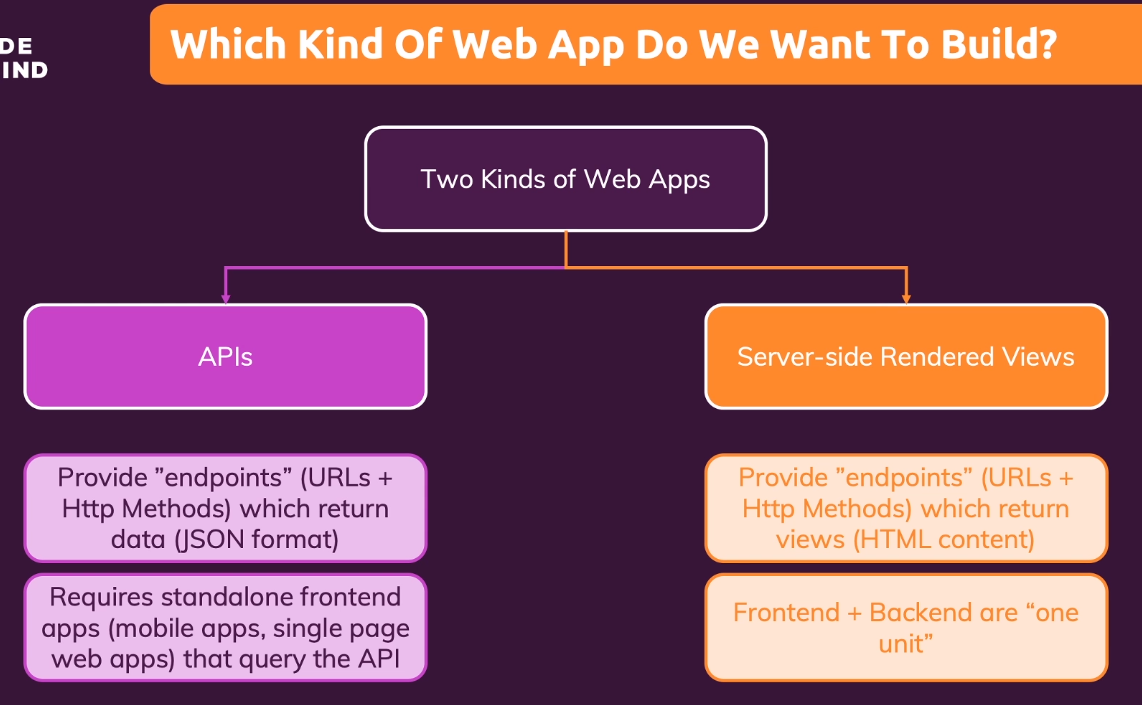 DE
IND
Which Kind Of Web App Do We Want To Build?
Two Kinds of Web Apps
APIs
Server-side Rendered Views
Provide ”endpoints” (URLs +
Http Methods) which return
data (JSON format)
Provide ”endpoints” (URLs +
Http Methods) which return
views (HTML content)
Requires standalone frontend
apps (mobile apps, single page
web apps) that query the API
Frontend + Backend are “one
unit”